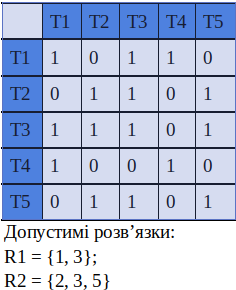 T1 T2 T3 T4 T5
T1 1 0 1 1 0
T2 0 1 1 0 1
T3 1 1 1 0 1
T4 1 0 0 1 0
T5 0 1 1 0 1
Допустимі розв’язки:
R1 = {1, 3};
R2 = {2, 3, 5}